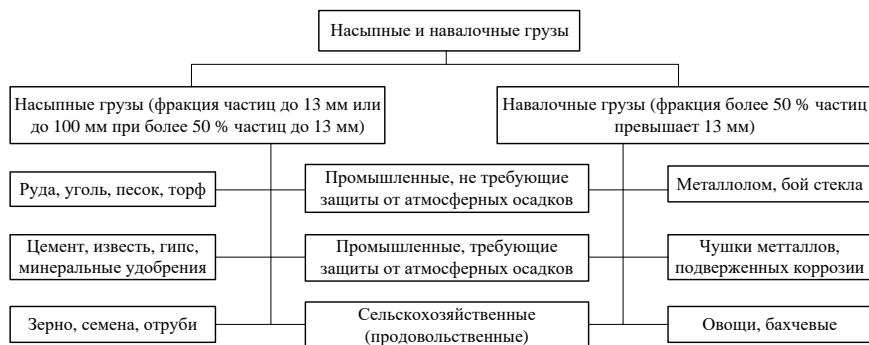 Насыпные и навалочные грузы
Насыпные грузы (фракция частиц до 13 мм или
до 100 мм при более 50 % частиц до 13 мм)
Навалочные грузы (фракция более 50 % частиц
превышает 13 мм)
Руда, уголь, песок, торф
Промышленные, не требующие
защиты от атмосферных осадков
Металлолом, бой стекла
Цемент, известь, гипс,
минеральные удобрения
Промышленные, требующие
защиты от атмосферных осадков
Чушки метталлов,
подверженных коррозии
Зерно, семена, отруби
Сельскохозяйственные
(продовольственные)
Овощи, бахчевые